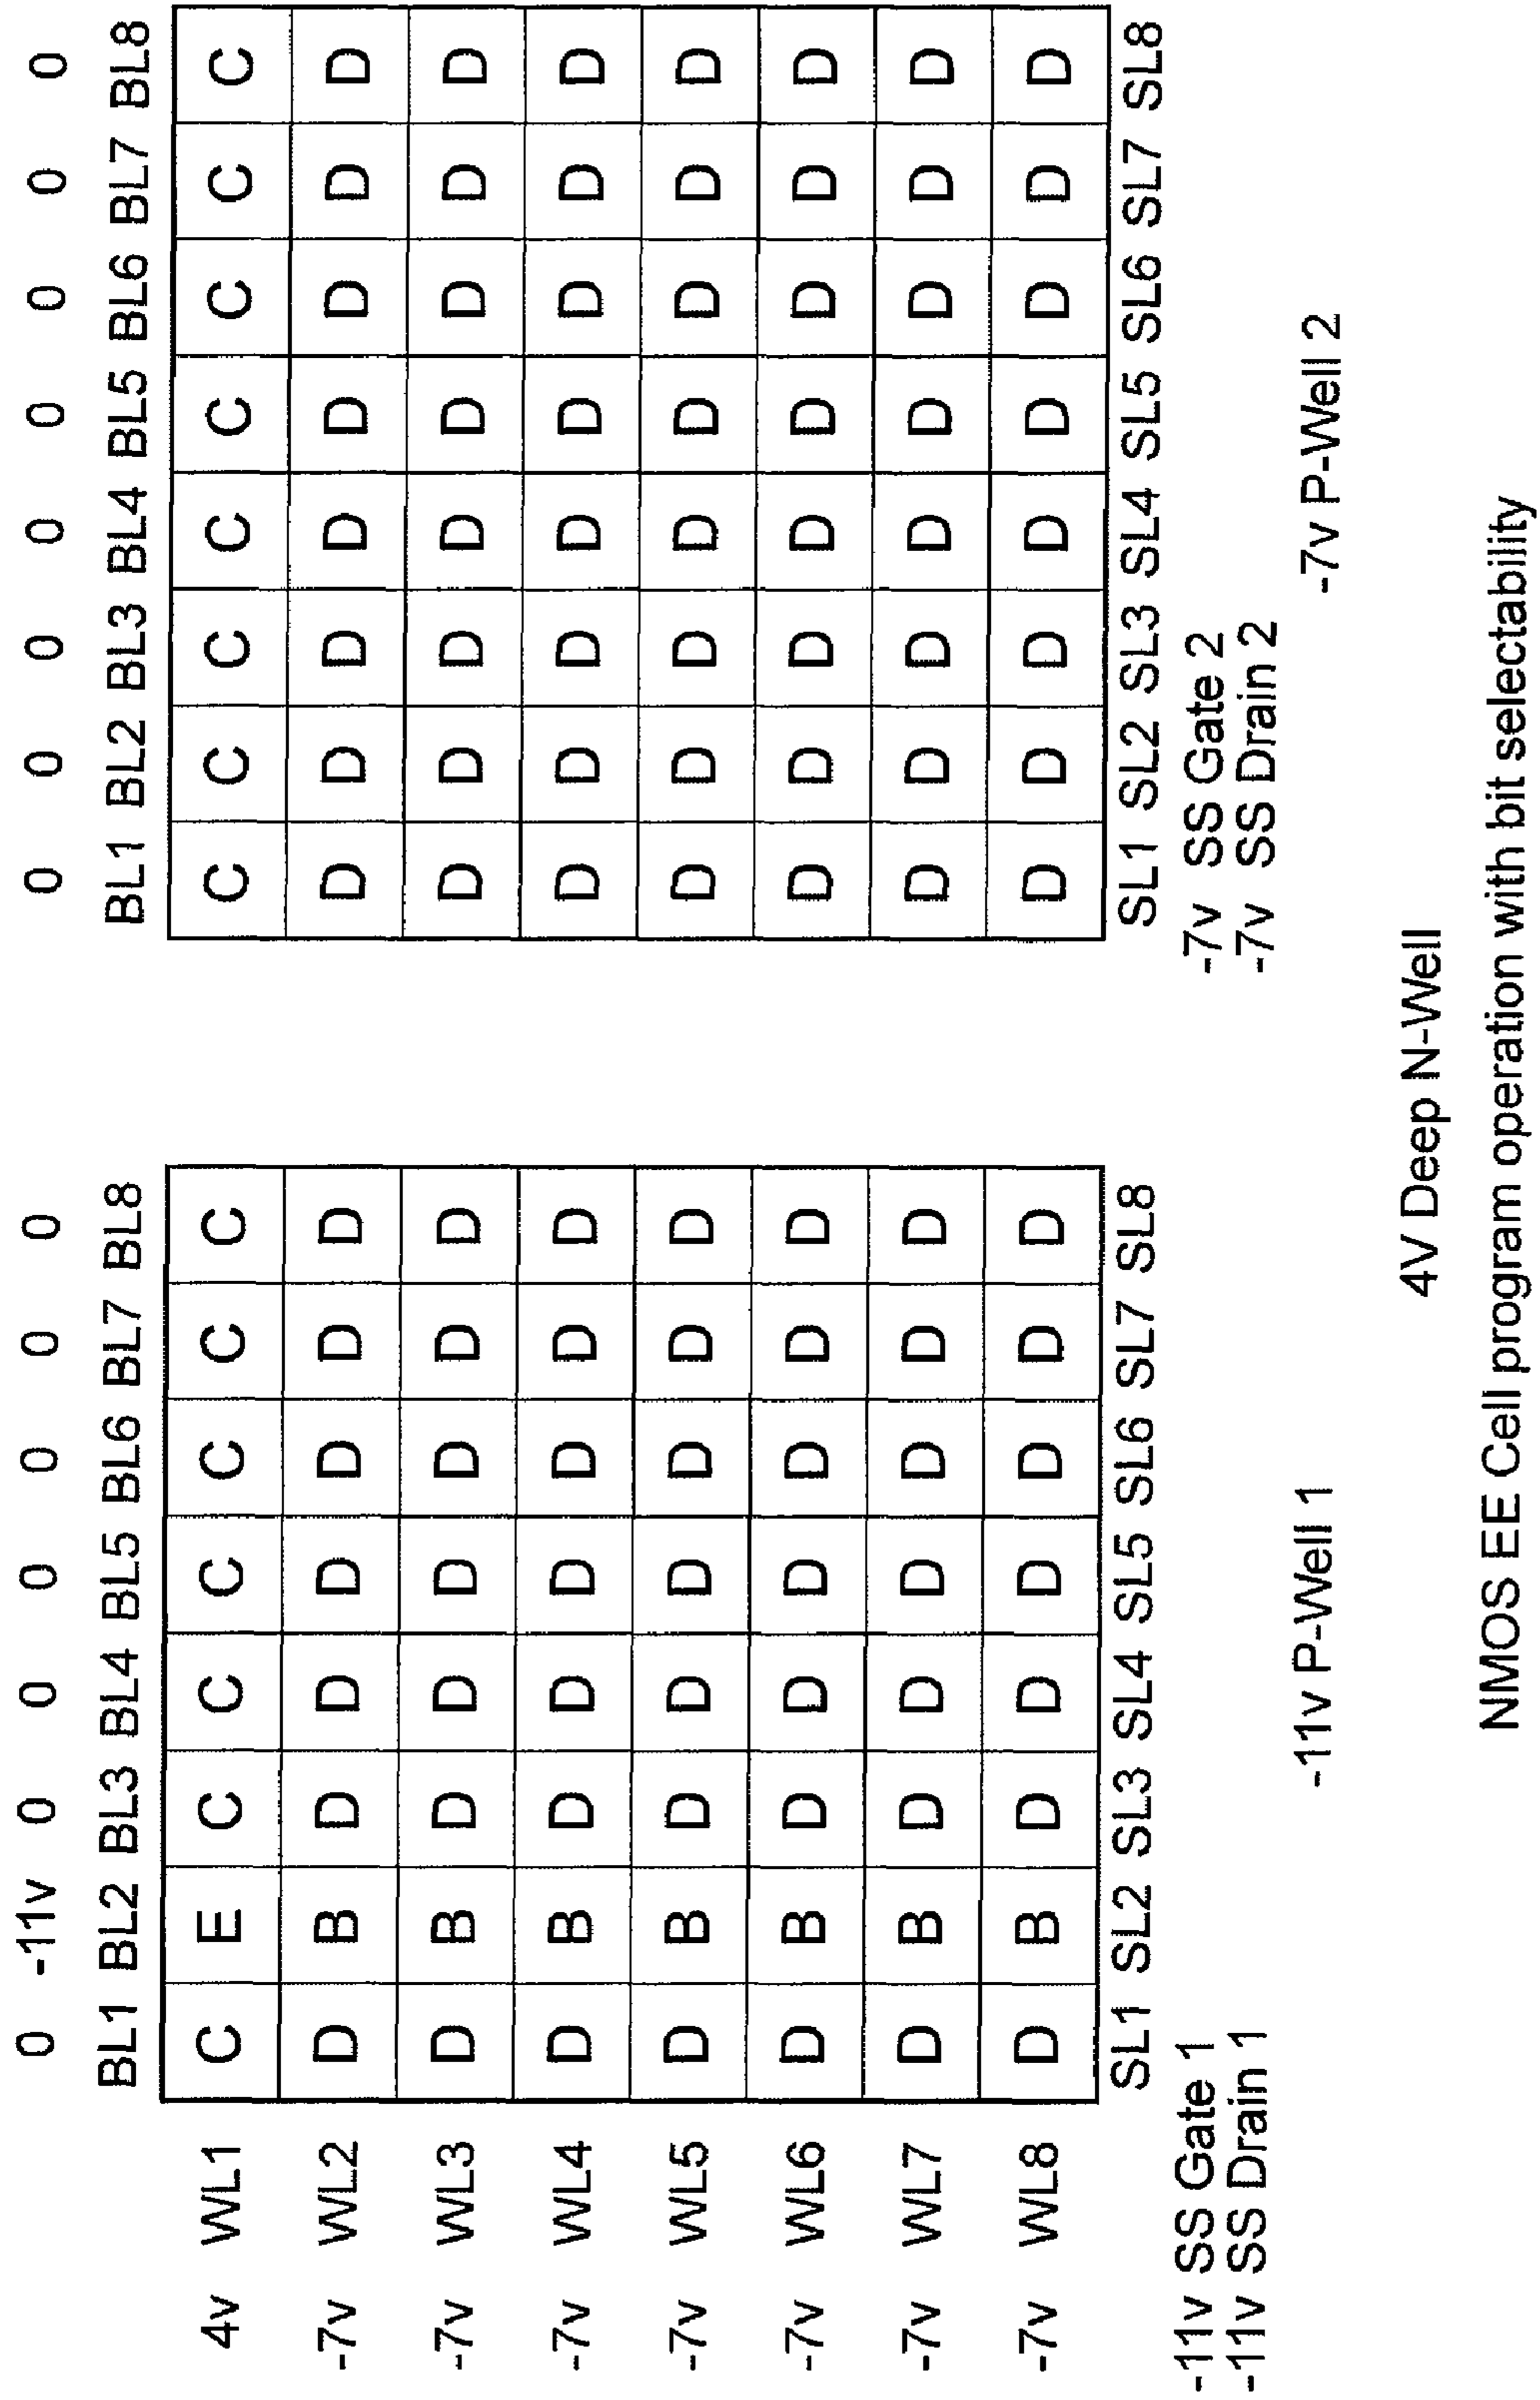 0 -11v 0 0 0 0 0 0 0 0 0 0 0 0 0 0
BL1 BL2 BL3 BL4 BL5 BL6 BL7 BL8 BL1 BL2 BL3 BL4 BL5 BL6 BL7 BL8
4v WL1 C E C C C C C C C C C C C C C C
-7v WL2 D B D D D D D D D D D D D D D D
-7v WL3 D B D D D D D D D D D D D D D D
-7v WL4 D B D D D D D D D D D D D D D D
-7v WL5 D B D D D D D D D D D D D D D D
-7v WL6 D B D D D D D D D D D D D D D D
-7v WL7 D B D D D D D D D D D D D D D D
-7v WL8 D B D D D D D D D D D D D D D D
SL1 SL2 SL3 SL4 SL5 SL6 SL7 SL8 SL1 SL2 SL3 SL4 SL5 SL6 SL7 SL8
-11v SS Gate 1 -7v SS Gate 2
-11v SS Drain 1 -7v SS Drain 2
-11v P-Well 1 -7v P-Well 2
4V Deep N-Well
NMOS EE Cell program operation with bit selectability